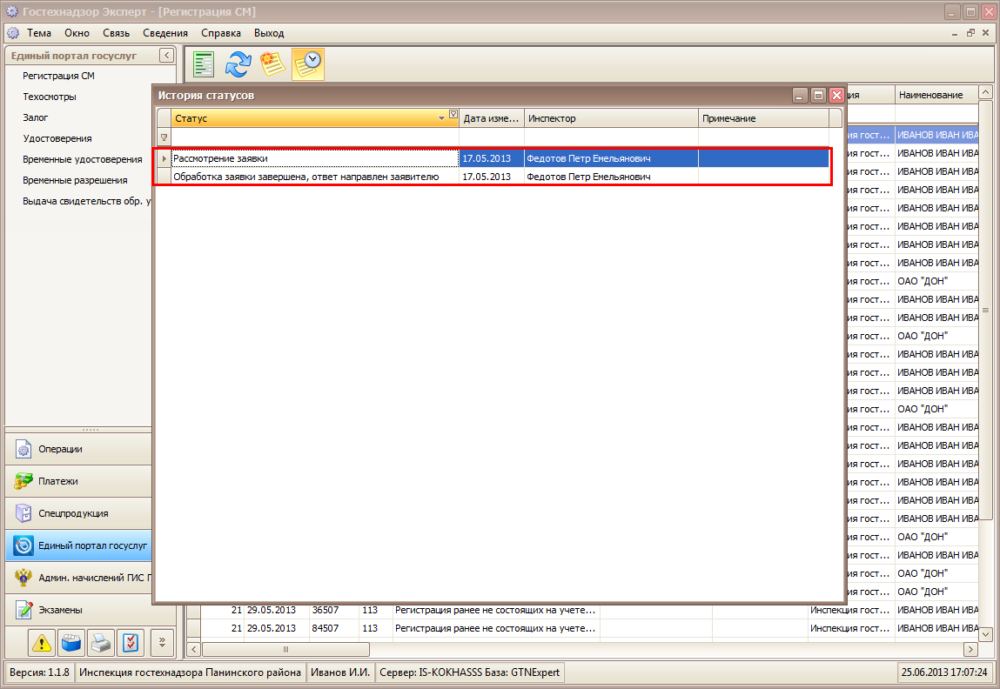 Гостехнадзор Эксперт - [Регистрация СМ]
Тема Окно Связь Сведения Справка Выход
Единый портал госуслуг
Регистрация СМ
Техосмотры
Залог
Удостоверения
Временные удостоверения
Временные разрешения
Выдача свидетельств обр. у
Операции
Платежи
Спецпродукция
Единый портал госуслуг
Админ. начислений ГИС Г
Экзамены
История статусов
Статус Дата изме... Инспектор Примечание
Рассмотрение заявки 17.05.2013 Федотов Петр Емельянович
Обработка заявки завершена, ответ направлен заявителю 17.05.2013 Федотов Петр Емельянович
ия Наименование
ия гост... ИВАНОВ ИВАН ИВА
ия гост... ИВАНОВ ИВАН ИВА
ия гост... ИВАНОВ ИВАН ИВА
ия гост... ИВАНОВ ИВАН ИВА
ия гост... ИВАНОВ ИВАН ИВА
ия гост... ИВАНОВ ИВАН ИВА
ия гост... ИВАНОВ ИВАН ИВА
ия гост... ИВАНОВ ИВАН ИВА
ия гост... ОАО "ДОН"
ия гост... ИВАНОВ ИВАН ИВА
ия гост... ИВАНОВ ИВАН ИВА
ия гост... ОАО "ДОН"
ия гост... ИВАНОВ ИВАН ИВА
ия гост... ИВАНОВ ИВАН ИВА
ия гост... ИВАНОВ ИВАН ИВА
ия гост... ОАО "ДОН"
ия гост... ИВАНОВ ИВАН ИВА
ия гост... ИВАНОВ ИВАН ИВА
ия гост... ИВАНОВ ИВАН ИВА
ия гост... ИВАНОВ ИВАН ИВА
ия гост... ИВАНОВ ИВАН ИВА
ия гост... ИВАНОВ ИВАН ИВА
ия гост... ОАО "ДОН"
ия гост... ИВАНОВ ИВАН ИВА
ия гост... ОАО "ДОН"
ия гост... ОАО "ДОН"
21 29.05.2013 36507 113 Регистрация ранее не состоящих на учете... Инспекция гост... ИВАНОВ ИВАН ИВА
21 29.05.2013 84507 113 Регистрация ранее не состоящих на учете... Инспекция гост... ИВАНОВ ИВАН ИВА
Версия: 1.1.8 Инспекция гостехнадзора Панинского района Иванов И.И. Сервер: IS-KOKHASSS База: GTNExpert 25.06.2013 17:07:24